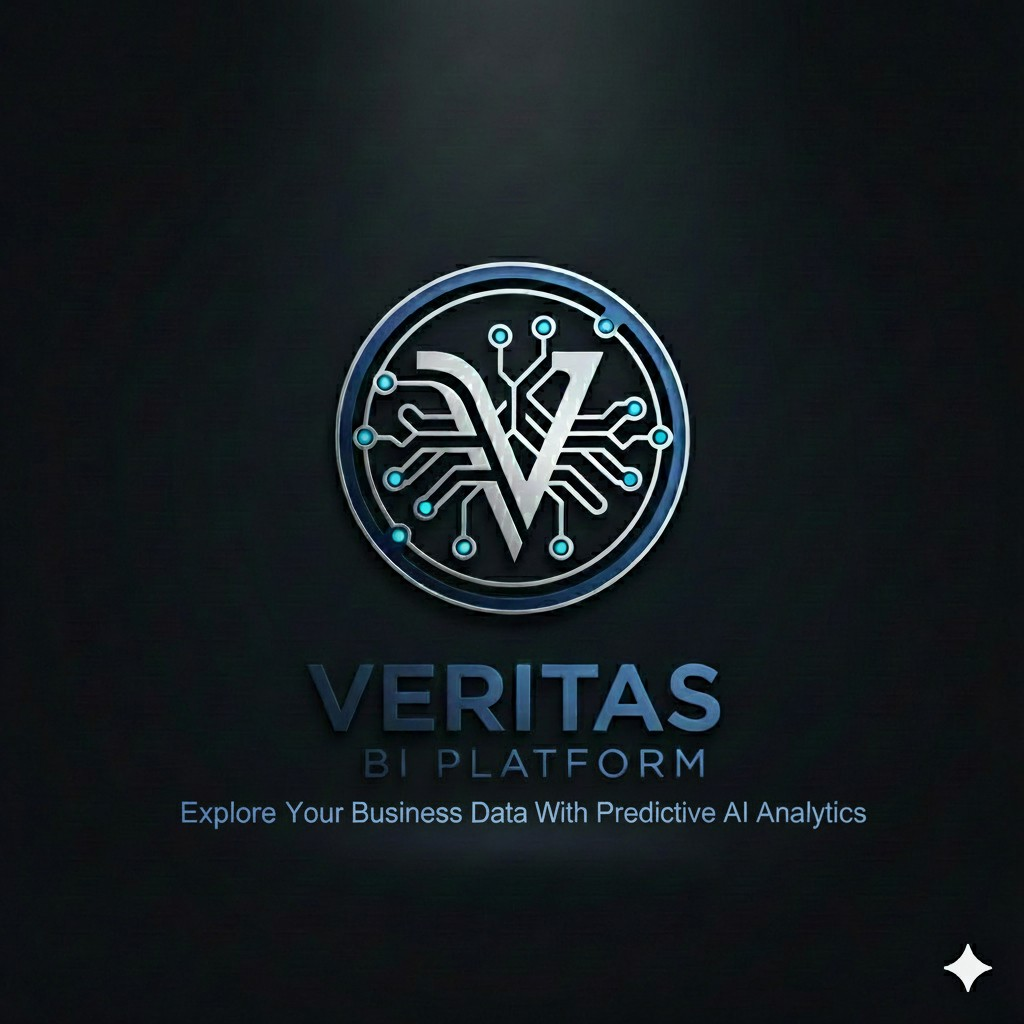 VERITAS
BI PLATFORM
Explore Your Business Data With Predictive AI Analytics